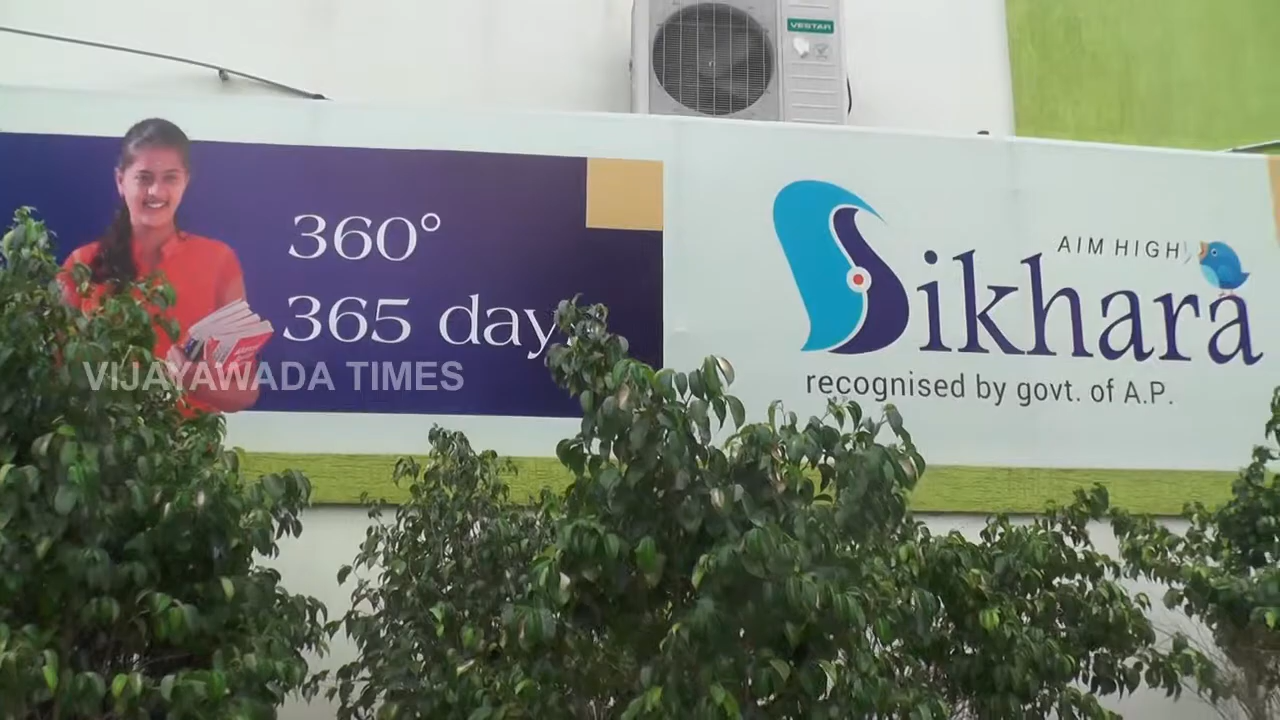 VESTAR
360°
365 day
VIJAYAWADA TIMES
AIM HIGH
Sikhara
recognised by govt. of A.P.